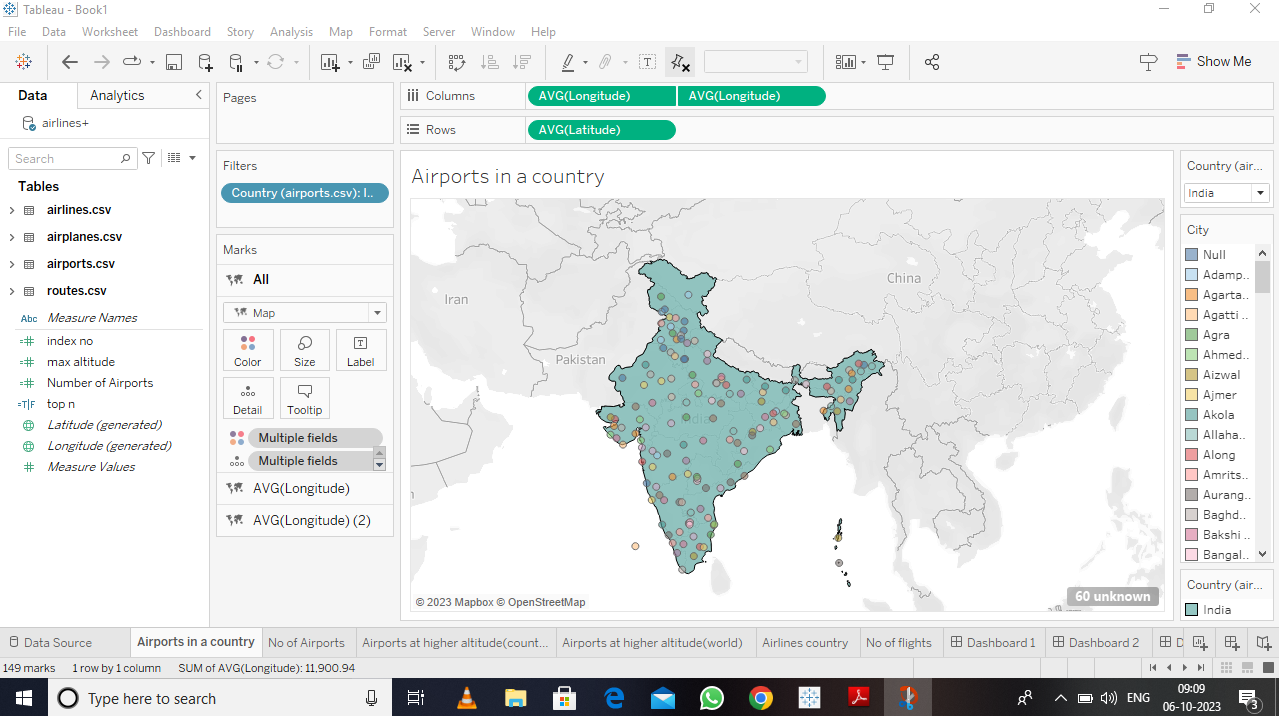 Tableau - Book1
File Data Worksheet Dashboard Story Analysis Map Format Server Window Help
Show Me
Data Analytics
airlines+
Search
Tables
airlines.csv
airplanes.csv
airports.csv
routes.csv
Abc Measure Names
index no
max altitude
Number of Airports
=T|F top n
Latitude (generated)
Longitude (generated)
Measure Values
Pages
Filters
Country (airports.csv): I..
Marks
All
Map
Color Size Label
Detail Tooltip
Multiple fields
Multiple fields
AVG(Longitude)
AVG(Longitude) (2)
Columns AVG(Longitude) AVG(Longitude)
Rows AVG(Latitude)
Airports in a country
China
Iran
Pakistan
India
© 2023 Mapbox © OpenStreetMap
60 unknown
Country (air...
India
City
Null
Adamp..
Agarta..
Agatti ..
Agra
Ahmed..
Aizwal
Ajmer
Akola
Allaha..
Along
Amrits..
Aurang..
Baghd..
Bakshi ..
Bangal..
Country (air...
India
Data Source Airports in a country No of Airports Airports at higher altitude(count... Airports at higher altitude(world) Airlines country No of flights Dashboard 1 Dashboard 2
149 marks 1 row by 1 column SUM of AVG(Longitude): 11,900.94
Type here to search
ENG
09:09
06-10-2023
3